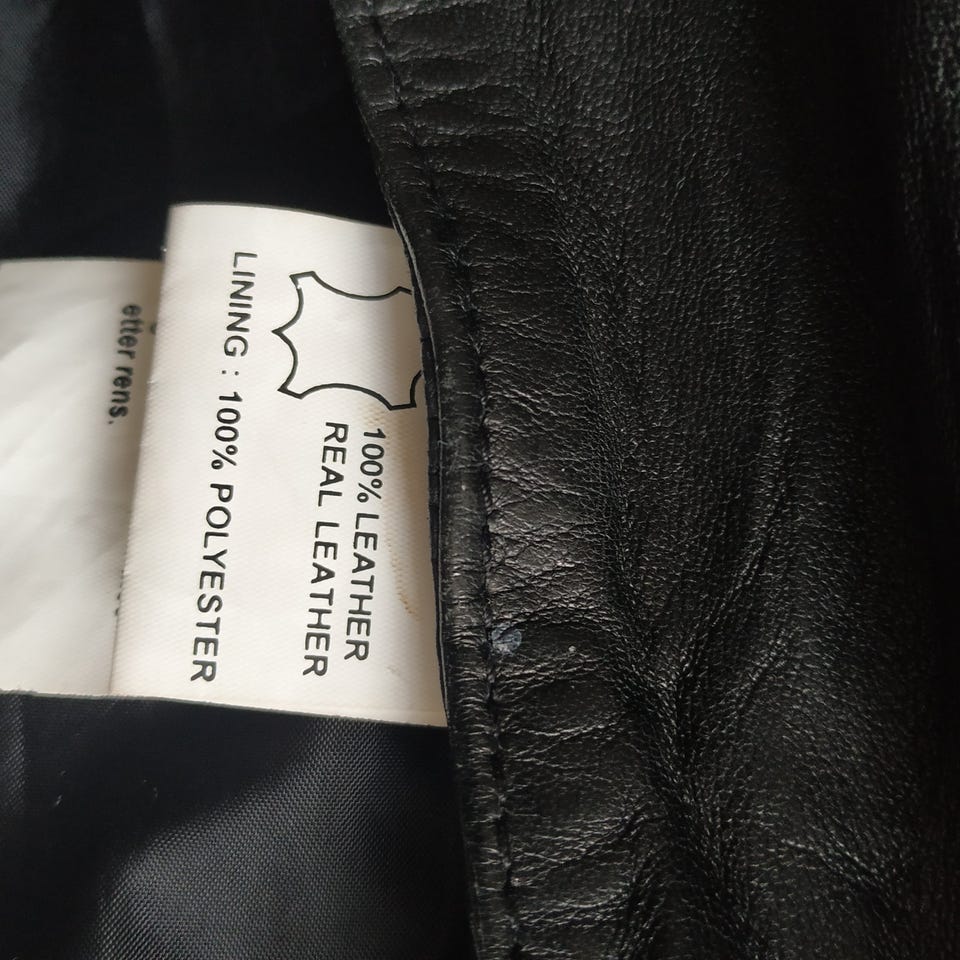 100% LEATHER
REAL LEATHER
LINING : 100% POLYESTER
etter rens.